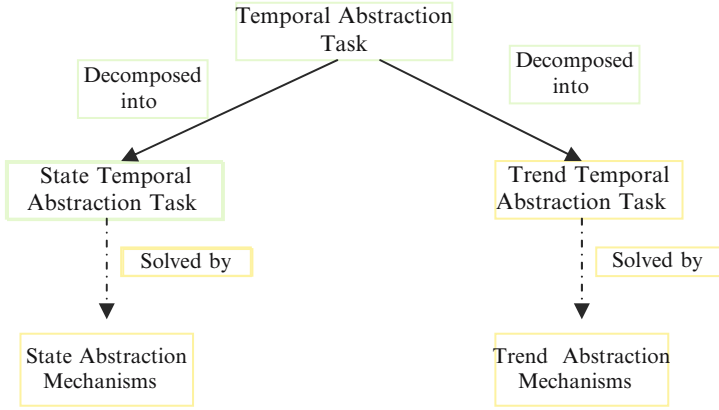 Temporal Abstraction
Task
Decomposed
into
Decomposed
into
State Temporal
Abstraction Task
Trend Temporal
Abstraction Task
Solved by
Solved by
State Abstraction
Mechanisms
Trend Abstraction
Mechanisms